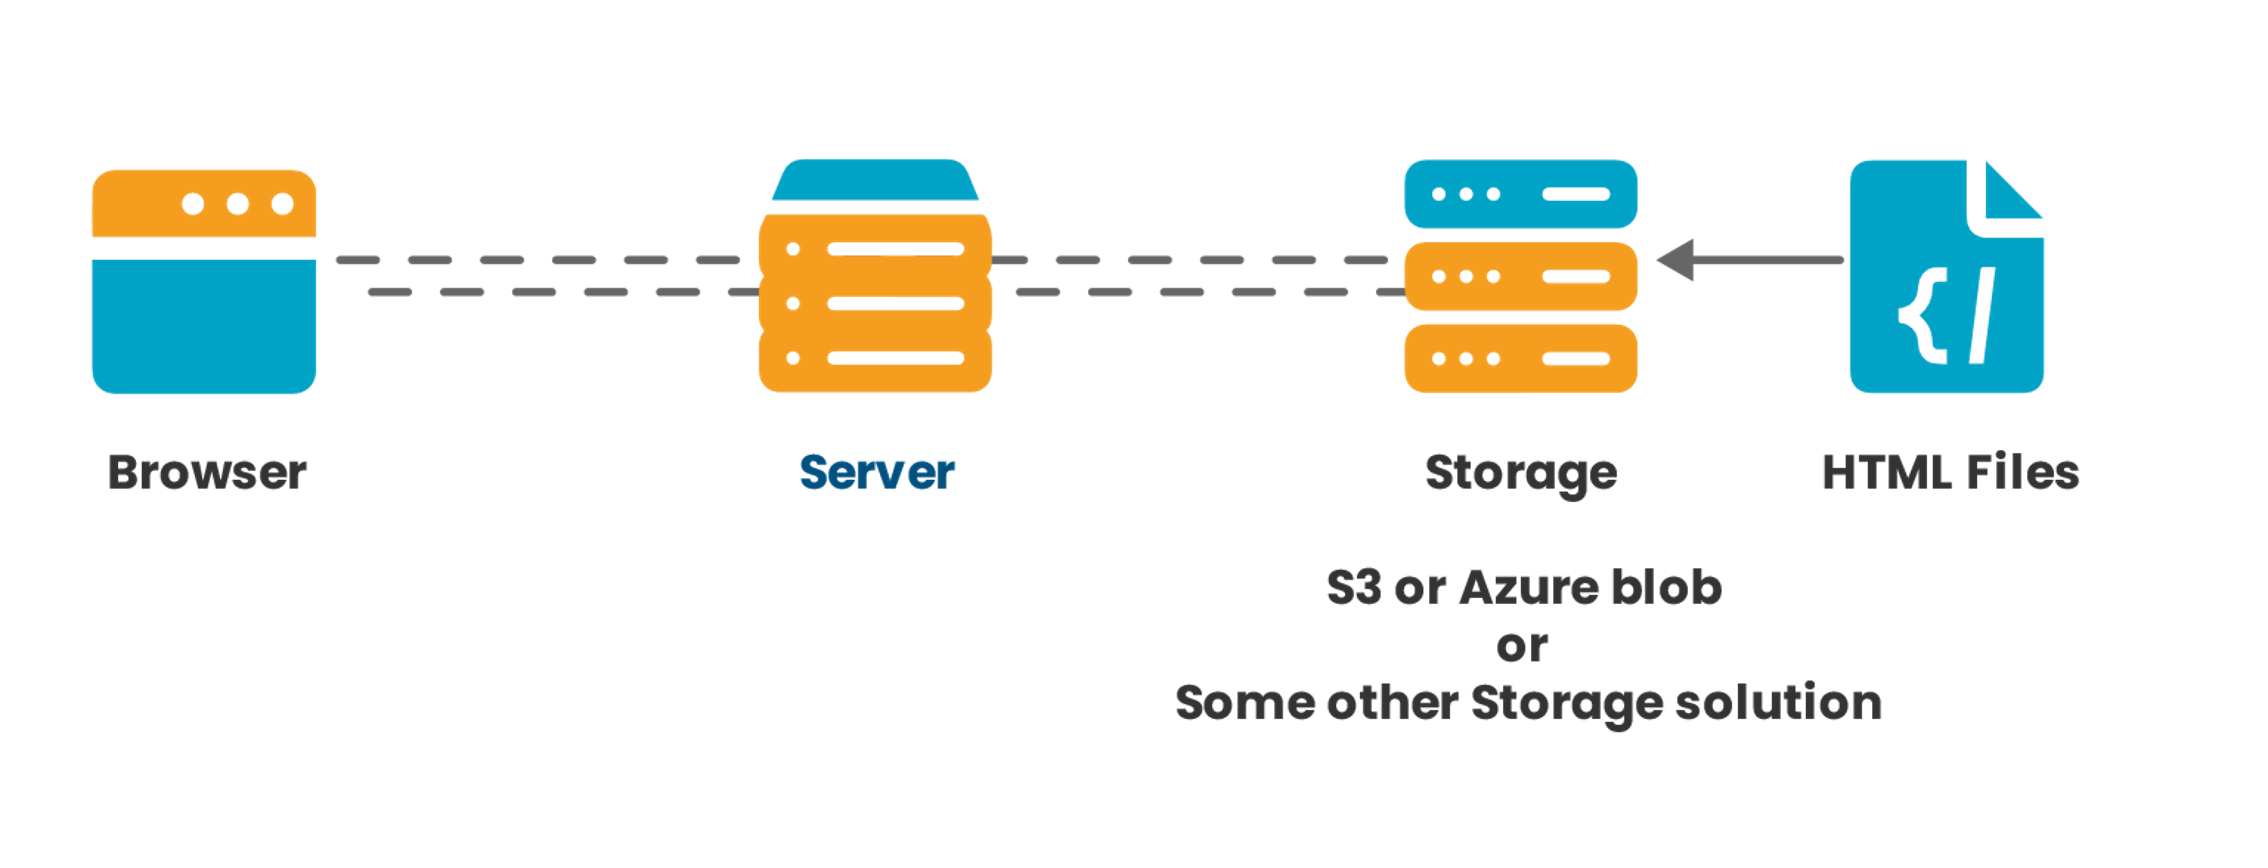 {/
Browser
Server
Storage
HTML Files
S3 or Azure blob
or
Some other Storage solution